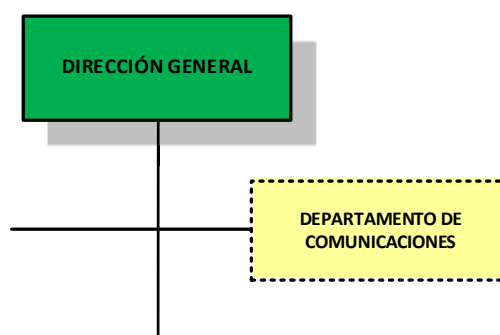 DIRECCIÓN GENERAL
DEPARTAMENTO DE
COMUNICACIONES